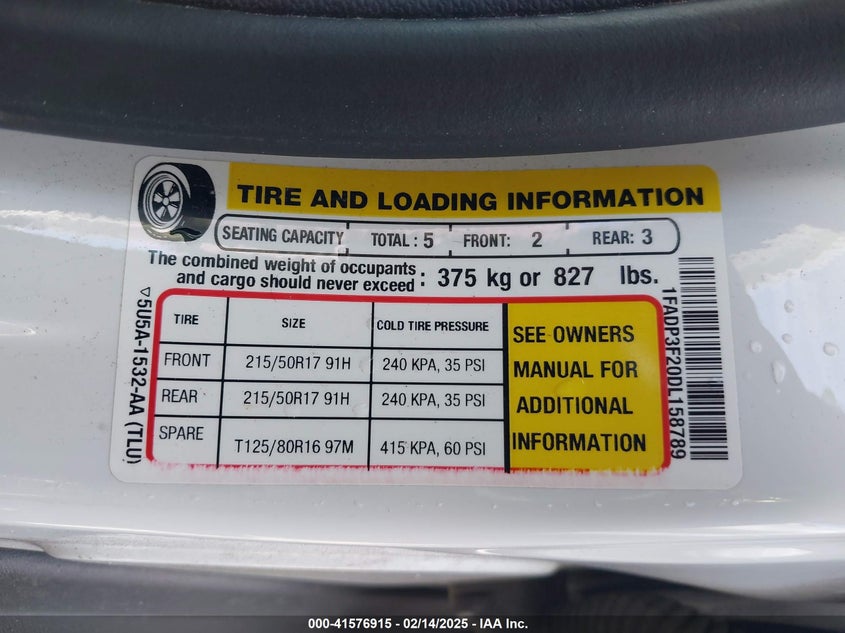 TIRE AND LOADING INFORMATION
SEATING CAPACITY TOTAL : 5 FRONT: 2 REAR: 3
The combined weight of occupants
and cargo should never exceed : 375 kg or 827 lbs.
TIRE SIZE COLD TIRE PRESSURE
FRONT 215/50R17 91H 240 KPA, 35 PSI
REAR 215/50R17 91H 240 KPA, 35 PSI
SPARE T125/80R16 97M 415 KPA, 60 PSI
SEE OWNERS
MANUAL FOR
ADDITIONAL
INFORMATION
5U5A-1532-AA (TLU)
1FADP3F20DL158789
000-41576915 - 02/14/2025 - IAA Inc.